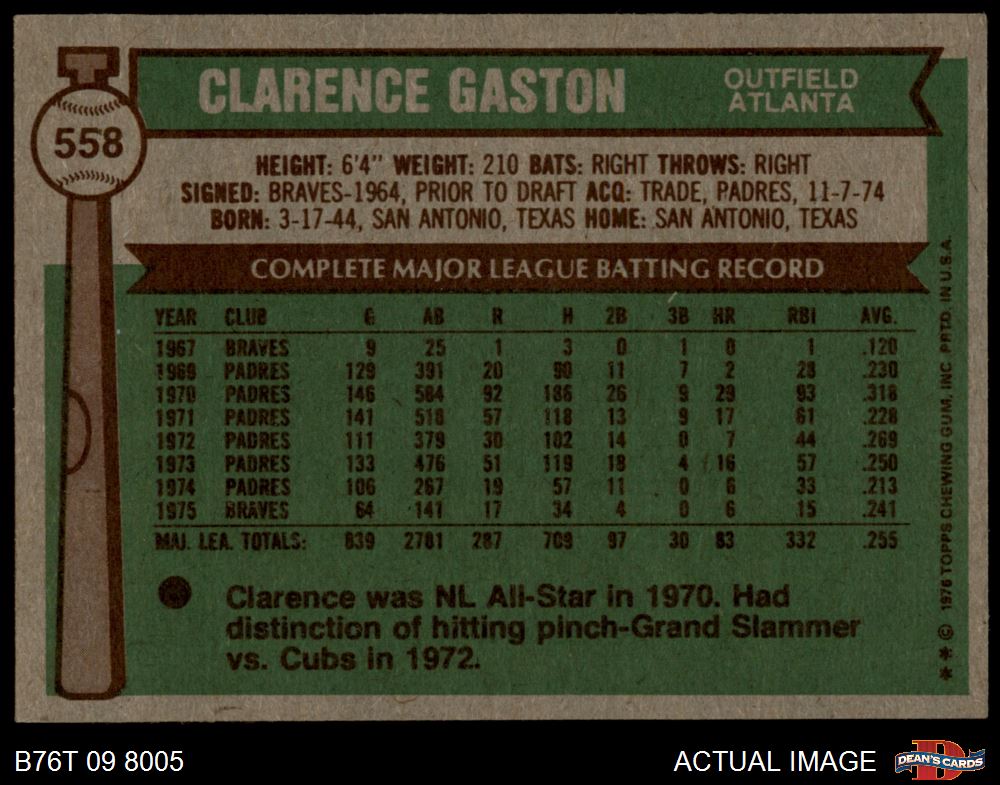 558
CLARENCE GASTON
OUTFIELD
ATLANTA
HEIGHT: 6'4" WEIGHT: 210 BATS: RIGHT THROWS: RIGHT
SIGNED: BRAVES-1964, PRIOR TO DRAFT ACQ: TRADE, PADRES, 11-7-74
BORN: 3-17-44, SAN ANTONIO, TEXAS HOME: SAN ANTONIO, TEXAS
COMPLETE MAJOR LEAGUE BATTING RECORD
YEAR CLUB G AB R H 2B 3B HR RBI AVG.
1967 BRAVES 9 25 1 3 0 1 0 1 .120
1969 PADRES 129 391 20 90 11 7 2 28 .230
1970 PADRES 146 584 92 186 26 9 29 93 .318
1971 PADRES 141 518 57 118 13 9 17 61 .228
1972 PADRES 111 379 30 102 14 0 7 44 .269
1973 PADRES 133 476 51 119 18 4 16 57 .250
1974 PADRES 106 267 19 57 11 0 6 33 .213
1975 BRAVES 64 141 17 34 4 0 6 15 .241
MAJ. LEA. TOTALS: 839 2781 287 709 97 30 83 332 .255
Clarence was NL All-Star in 1970. Had
distinction of hitting pinch-Grand Slammer
vs. Cubs in 1972.
* * © 1976 TOPPS CHEWING GUM, INC. PRTD. IN U.S.A.
B76T 09 8005
ACTUAL IMAGE
D
DEAN'S CARDS